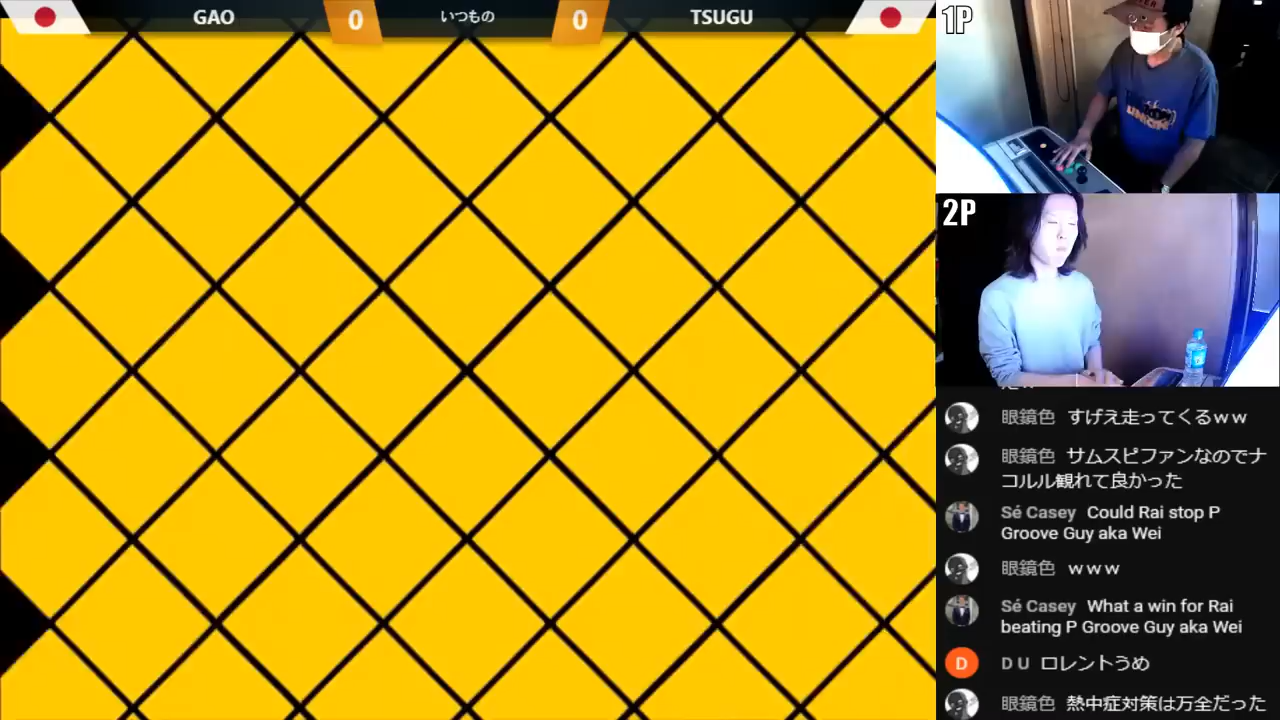 GAO 0 いつもの 0 TSUGU
1P
2P
眼鏡色 すげえ走ってくるｗｗ
眼鏡色 サムスピファンなのでナ
コルル観れて良かった
Sé Casey Could Rai stop P
Groove Guy aka Wei
眼鏡色 ｗｗｗ
Sé Casey What a win for Rai
beating P Groove Guy aka Wei
D
D U ロレントうめ
眼鏡色 熱中症対策は万全だった